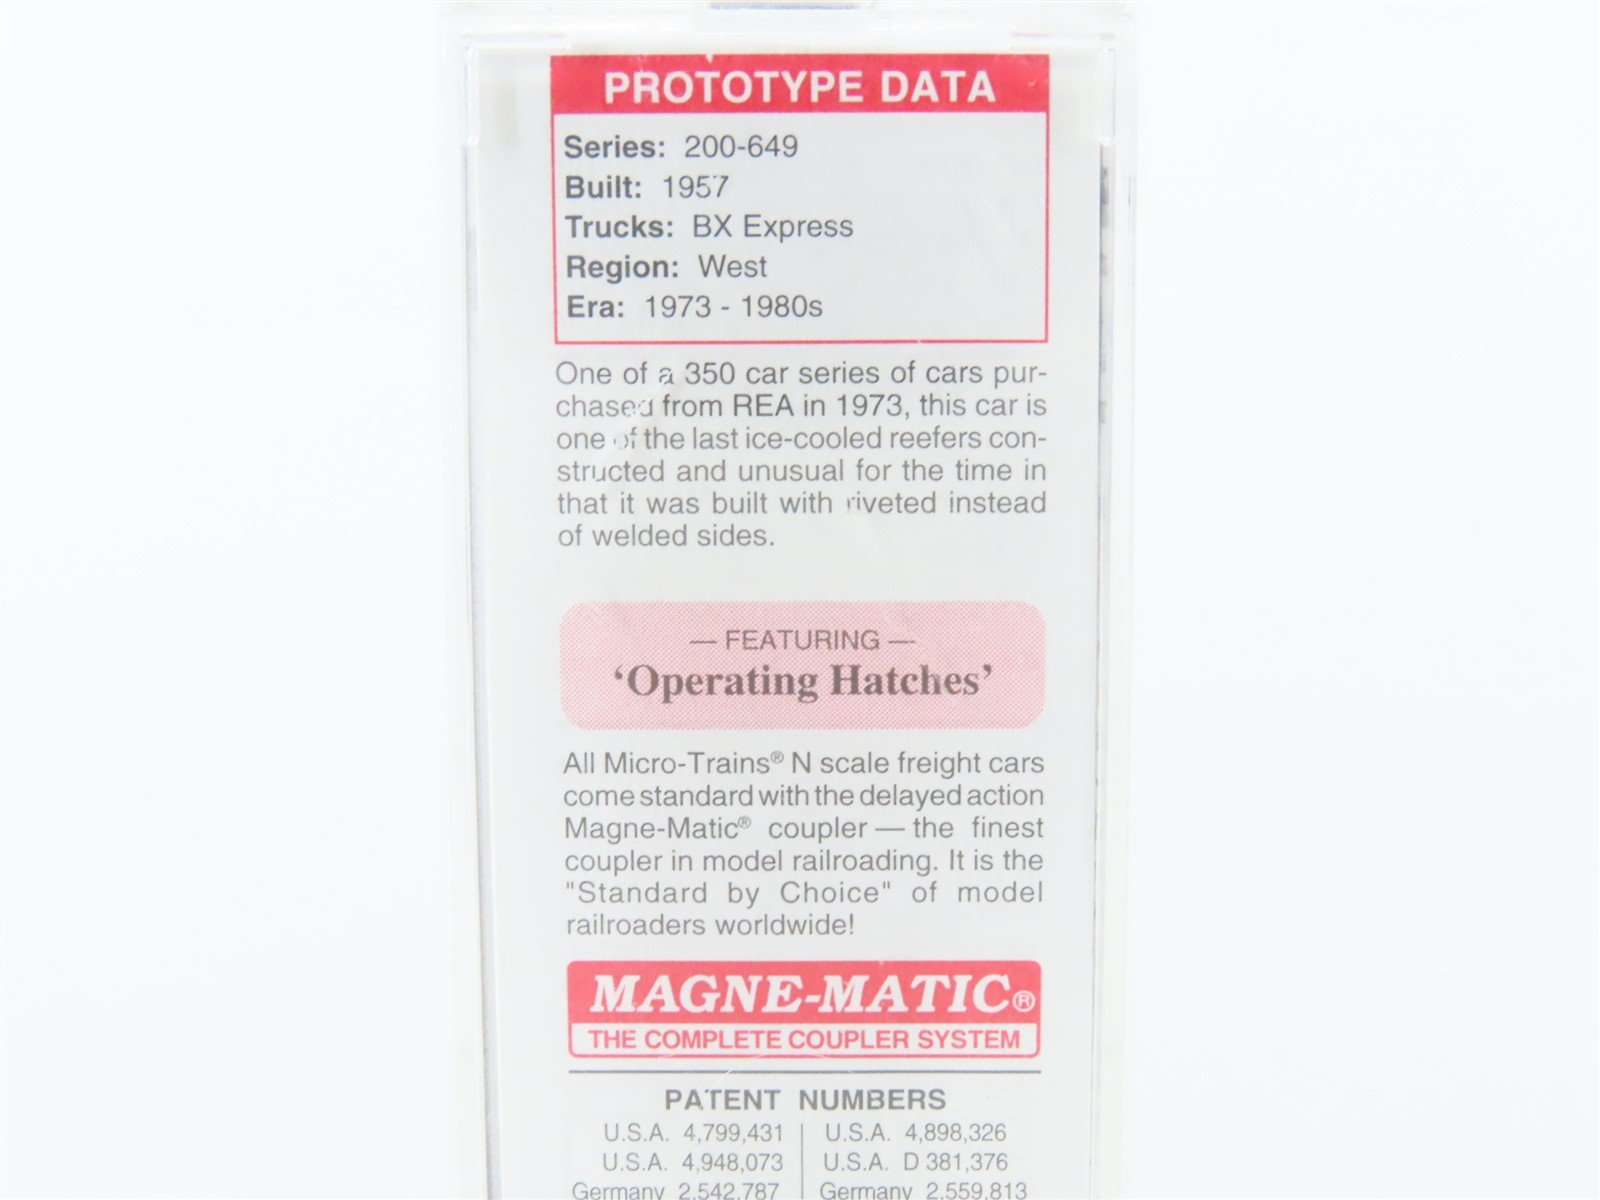 PROTOTYPE DATA
Series: 200-649
Built: 1957
Trucks: BX Express
Region: West
Era: 1973 - 1980s
One of a 350 car series of cars pur-
chased from REA in 1973, this car is
one of the last ice-cooled reefers con-
structed and unusual for the time in
that it was built with riveted instead
of welded sides.
— FEATURING —
‘Operating Hatches’
All Micro-Trains® N scale freight cars
come standard with the delayed action
Magne-Matic® coupler — the finest
coupler in model railroading. It is the
"Standard by Choice" of model
railroaders worldwide!
MAGNE-MATIC®
THE COMPLETE COUPLER SYSTEM
PATENT NUMBERS
U.S.A. 4,799,431 | U.S.A. 4,898,326
U.S.A. 4,948,073 | U.S.A. D 381,376
Germany 2,542,787 | Germany 2,559,813